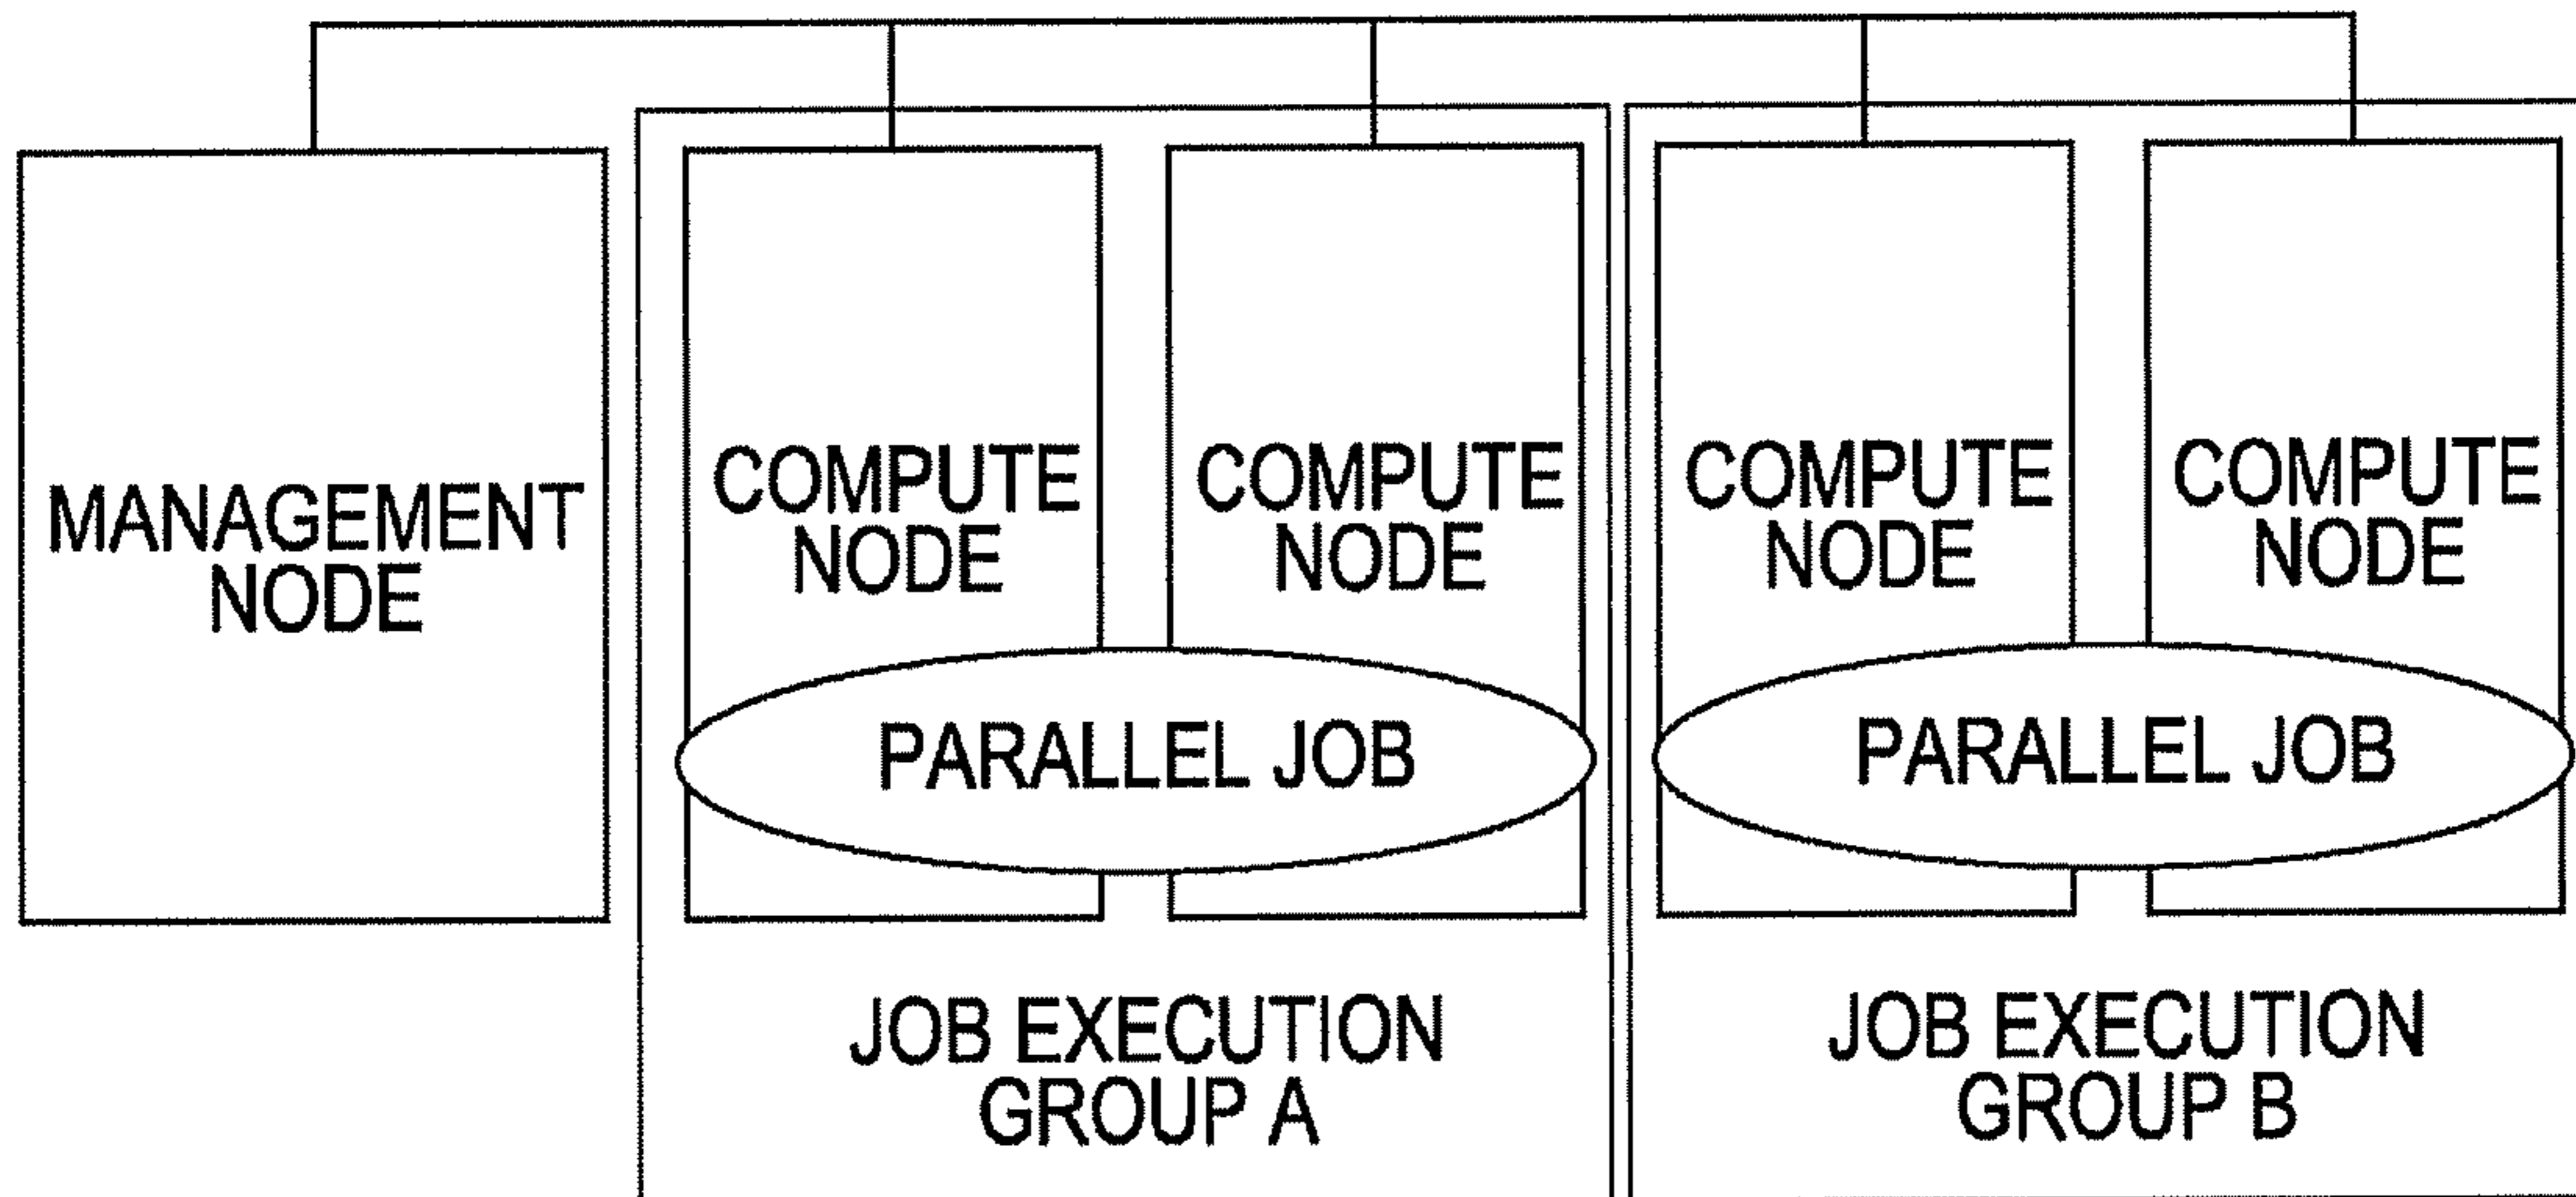 MANAGEMENT
NODE
COMPUTE
NODE
COMPUTE
NODE
COMPUTE
NODE
COMPUTE
NODE
PARALLEL JOB
PARALLEL JOB
JOB EXECUTION
GROUP A
JOB EXECUTION
GROUP B